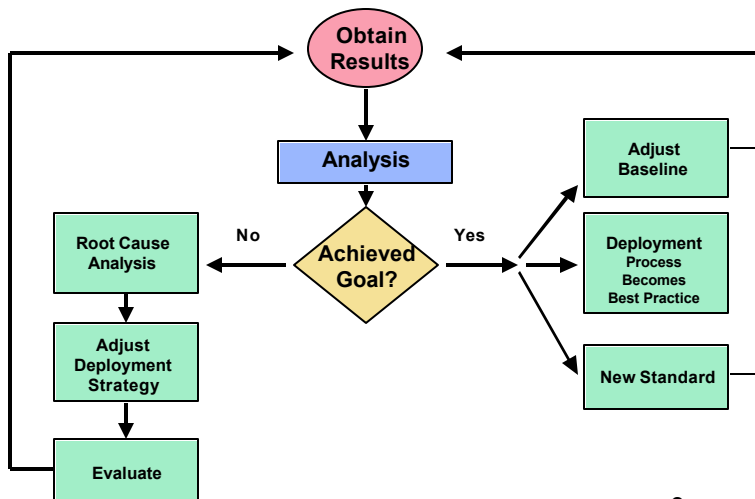 Obtain
Results
Analysis
Achieved
Goal?
No
Yes
Root Cause
Analysis
Adjust
Deployment
Strategy
Evaluate
Adjust
Baseline
Deployment
Process
Becomes
Best Practice
New Standard